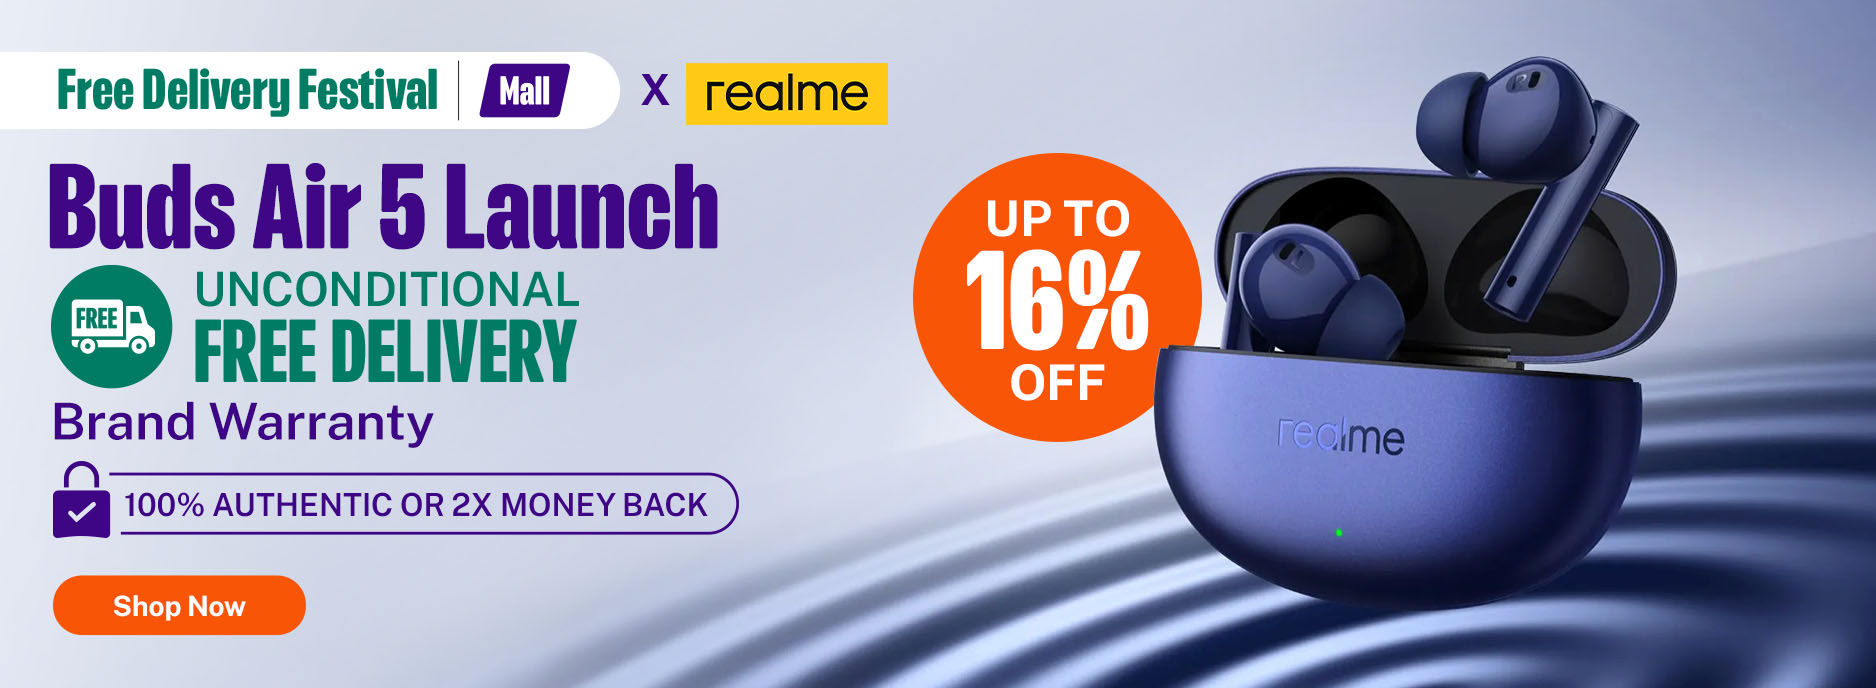 Free Delivery Festival Mall X realme
Buds Air 5 Launch
FREE
UNCONDITIONAL
FREE DELIVERY
Brand Warranty
100% AUTHENTIC OR 2X MONEY BACK
Shop Now
UP TO
16%
OFF
realme